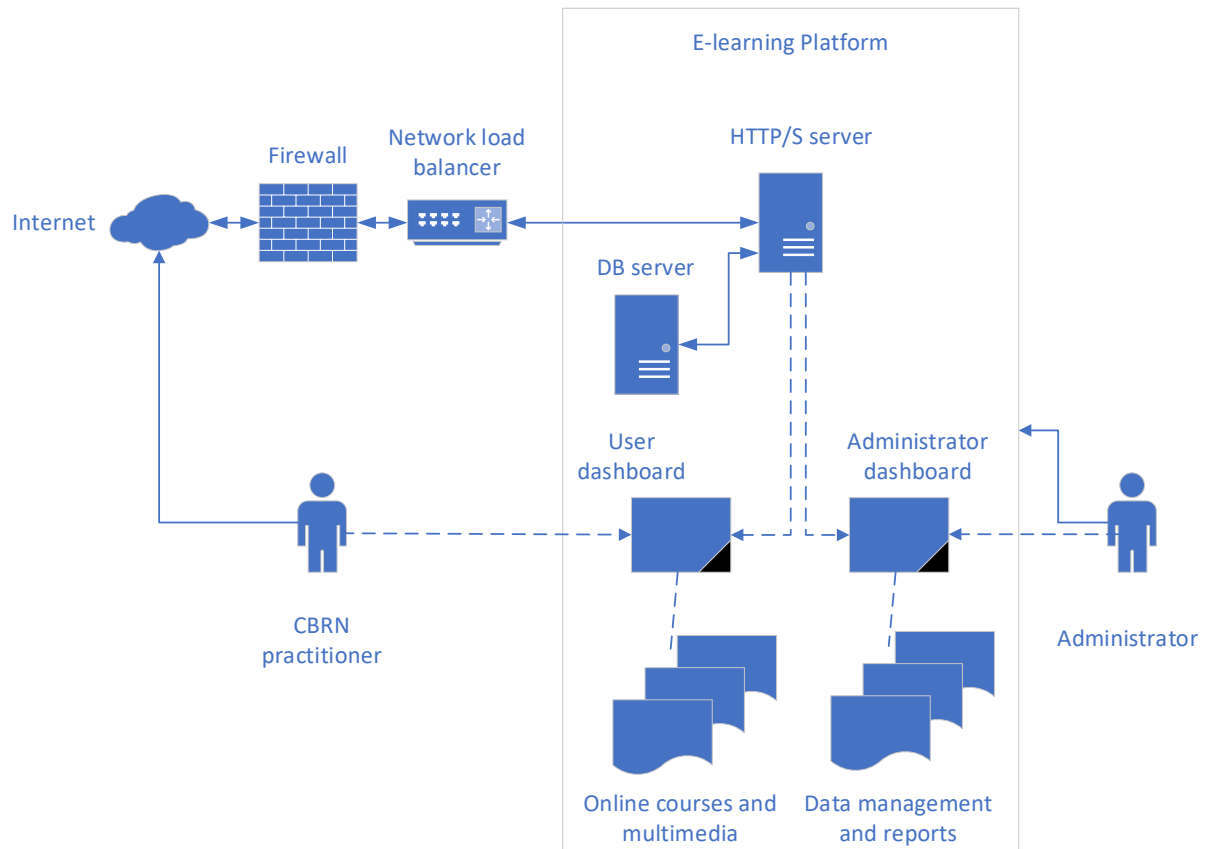 E-learning Platform
HTTP/S server
Network load
balancer
Firewall
Internet
DB server
User
dashboard
Administrator
dashboard
CBRN
practitioner
Administrator
Online courses and
multimedia
Data management
and reports